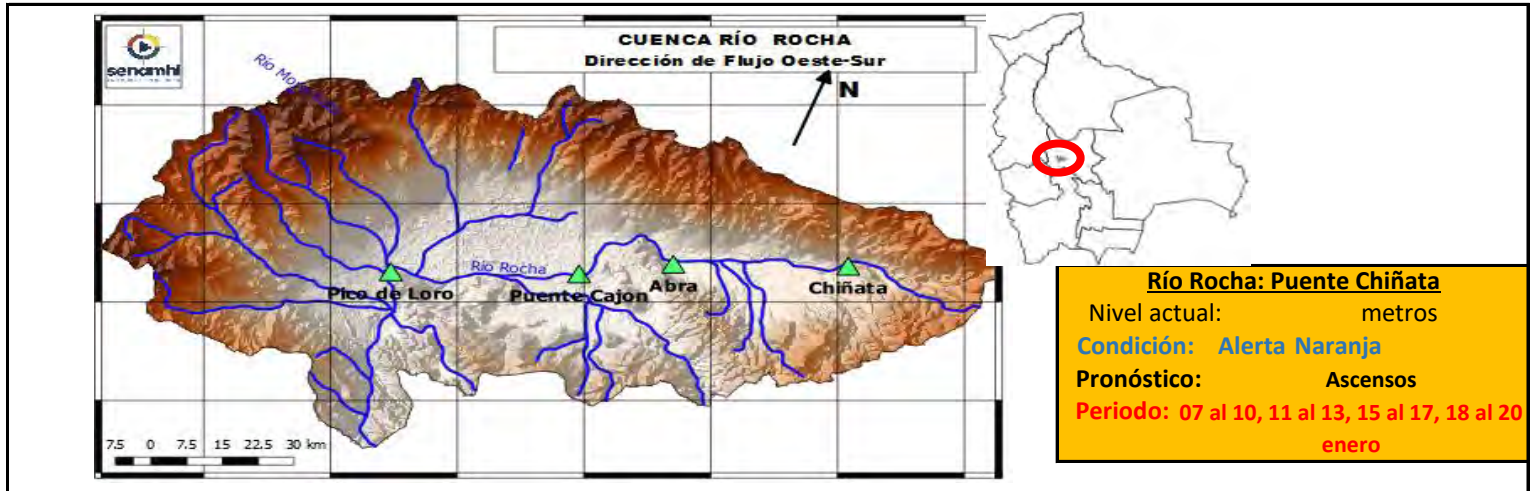 senamhi
CUENCA RÍO ROCHA
Dirección de Flujo Oeste-Sur
N
Río Rocha
Pico de Loro
Puente Cajon
Abra
Chiñata
7.5 0 7.5 15 22.5 30 km
Río Rocha: Puente Chiñata
Nivel actual: metros
Condición: Alerta Naranja
Pronóstico: Ascensos
Periodo: 07 al 10, 11 al 13, 15 al 17, 18 al 20
enero